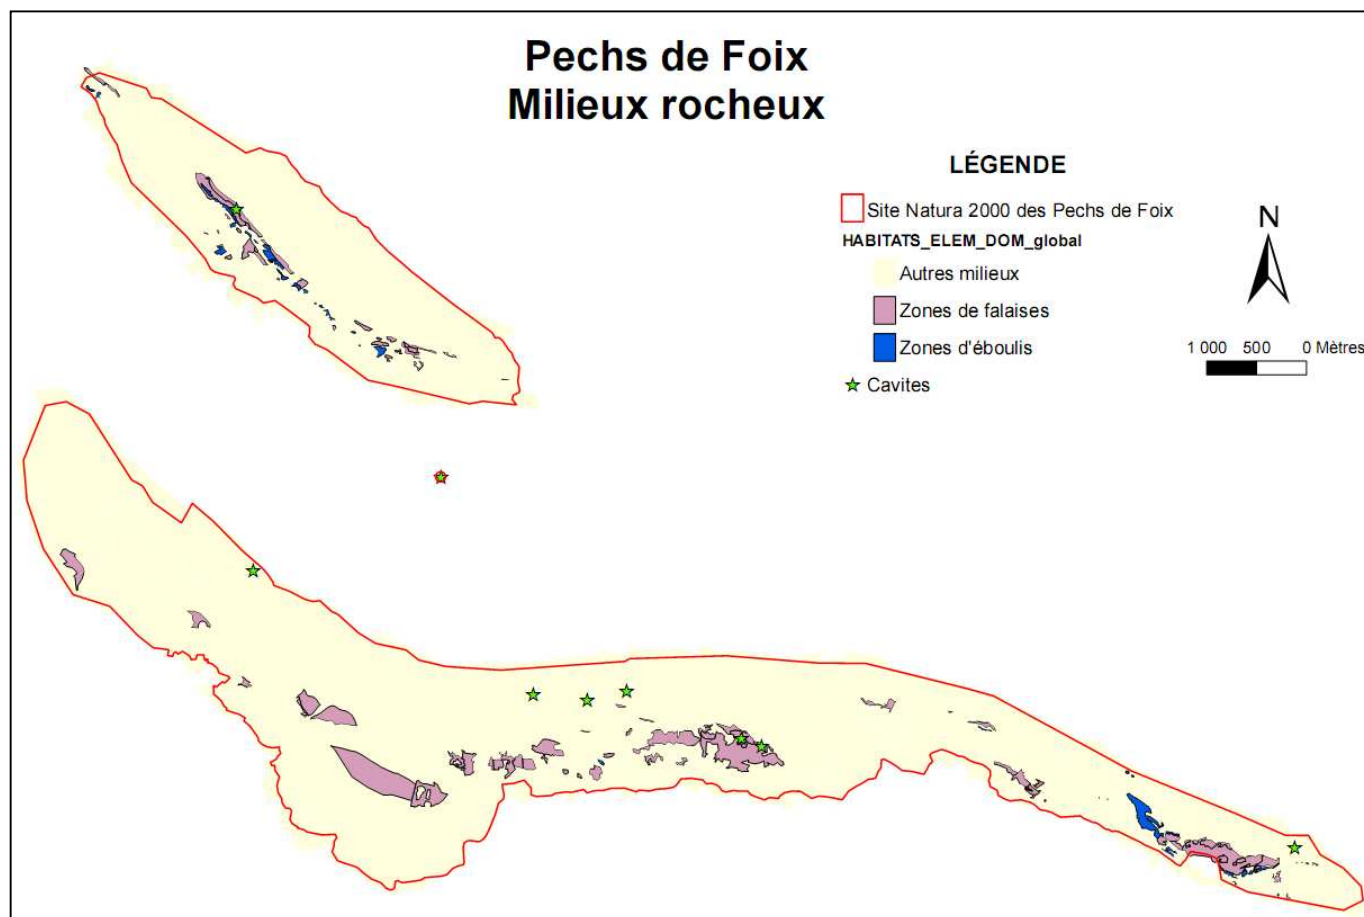 Pechs de Foix
Milieux rocheux
LÉGENDE
Site Natura 2000 des Pechs de Foix
HABITATS_ELEM_DOM_global
Autres milieux
Zones de falaises
Zones d'éboulis
Cavites
N
1 000 500 0 Mètres